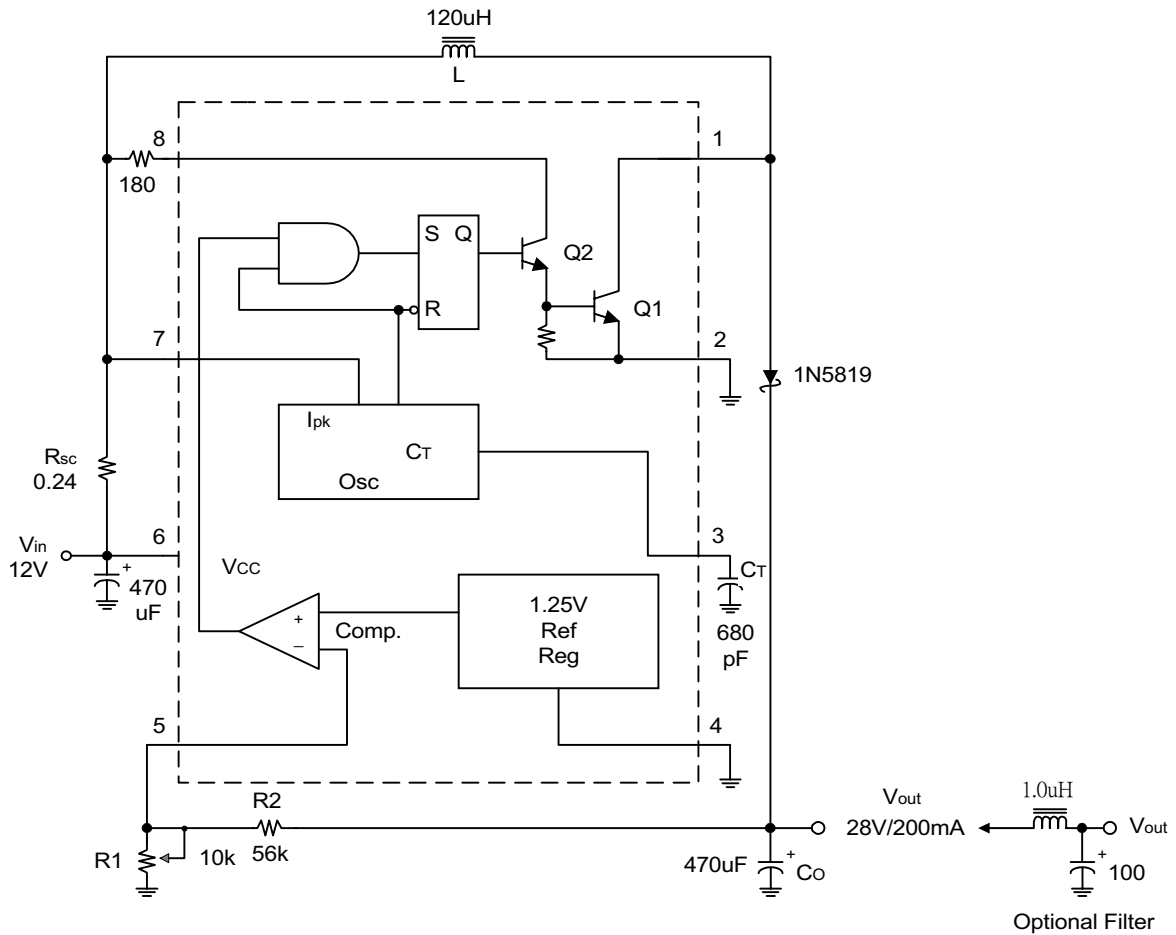 120uH
L
8
1
180
S Q
Q2
R
Q1
7
2
1N5819
Ipk
CT
Osc
Rsc
0.24
6
3
Vin
12V
+
470
uF
VCC
CT
680
pF
+
Comp.
–
1.25V
Ref
Reg
5
4
R2
56k
R1
10k
Vout
28V/200mA
1.0uH
Vout
470uF
+
CO
+
100
Optional Filter